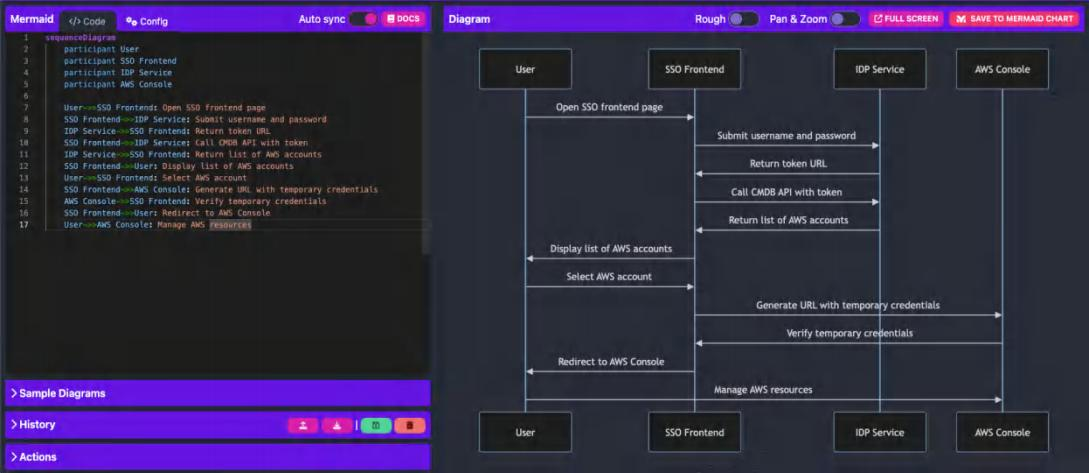 Mermaid
</> Code
Config
Auto sync
DOCS
1 sequenceDiagram
2 participant User
3 participant SSO Frontend
4 participant IDP Service
5 participant AWS Console
6
7 User->>SSO Frontend: Open SSO frontend page
8 SSO Frontend->>IDP Service: Submit username and password
9 IDP Service->>SSO Frontend: Return token URL
10 SSO Frontend->>IDP Service: Call CMDB API with token
11 IDP Service->>SSO Frontend: Return list of AWS accounts
12 SSO Frontend->>User: Display list of AWS accounts
13 User->>SSO Frontend: Select AWS account
14 SSO Frontend->>AWS Console: Generate URL with temporary credentials
15 AWS Console->>SSO Frontend: Verify temporary credentials
16 SSO Frontend->>User: Redirect to AWS Console
17 User->>AWS Console: Manage AWS resources
Sample Diagrams
History
Actions
Diagram
Rough
Pan & Zoom
FULL SCREEN
SAVE TO MERMAID CHART
User
SSO Frontend
IDP Service
AWS Console
Open SSO frontend page
Submit username and password
Return token URL
Call CMDB API with token
Return list of AWS accounts
Display list of AWS accounts
Select AWS account
Generate URL with temporary credentials
Verify temporary credentials
Redirect to AWS Console
Manage AWS resources
User
SSO Frontend
IDP Service
AWS Console